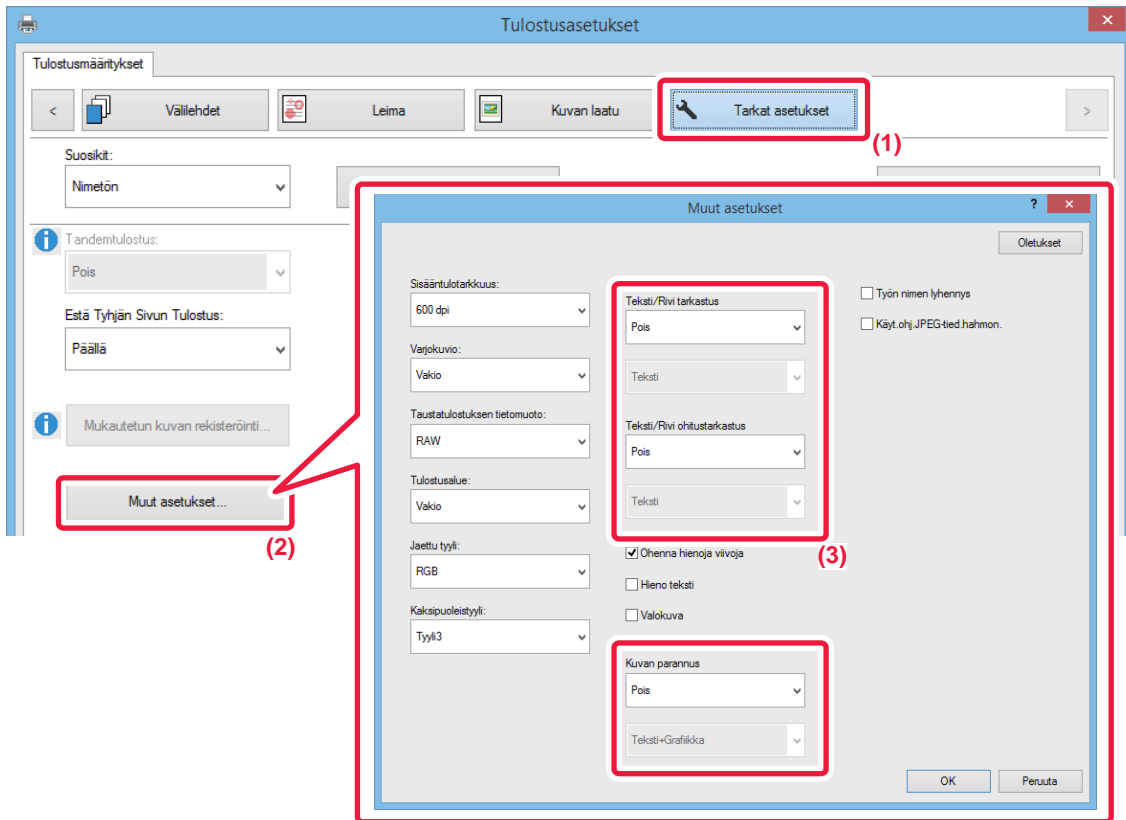 Tulostusasetukset
Tulostusmääritykset
< Välilehdet Leima Kuvan laatu Tarkat asetukset >
(1)
Suosikit:
Nimetön
Tandemtulostus:
Pois
Estä Tyhjän Sivun Tulostus:
Päällä
Mukautetun kuvan rekisteröinti...
Muut asetukset...
(2)
Muut asetukset
?
Oletukset
Sisääntulotarkkuus:
600 dpi
Varjokuvio:
Vakio
Taustatulostuksen tietomuoto:
RAW
Tulostusalue:
Vakio
Jaettu tyyli:
RGB
Kaksipuoleistyyli:
Tyyli3
Teksti/Rivi tarkastus
Pois
Teksti
Teksti/Rivi ohitustarkastus
Pois
Teksti
(3)
Ohenna hienoja viivoja
Hieno teksti
Valokuva
Kuvan parannus
Pois
Teksti+Grafiikka
Työn nimen lyhennys
Käyt.ohj.JPEG-tied.hahmon.
OK Peruuta